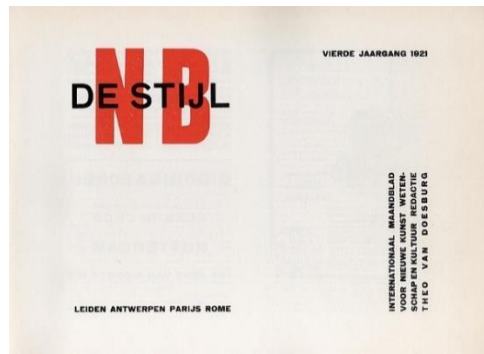 NB
DE STIJL
VIERDE JAARGANG 1921
INTERNATIONAAL MAANDBLAD
VOOR NIEUWE KUNST WETEN-
SCHAP EN KULTUUR REDACTIE
THEO VAN DOESBURG
LEIDEN ANTWERPEN PARIJS ROME